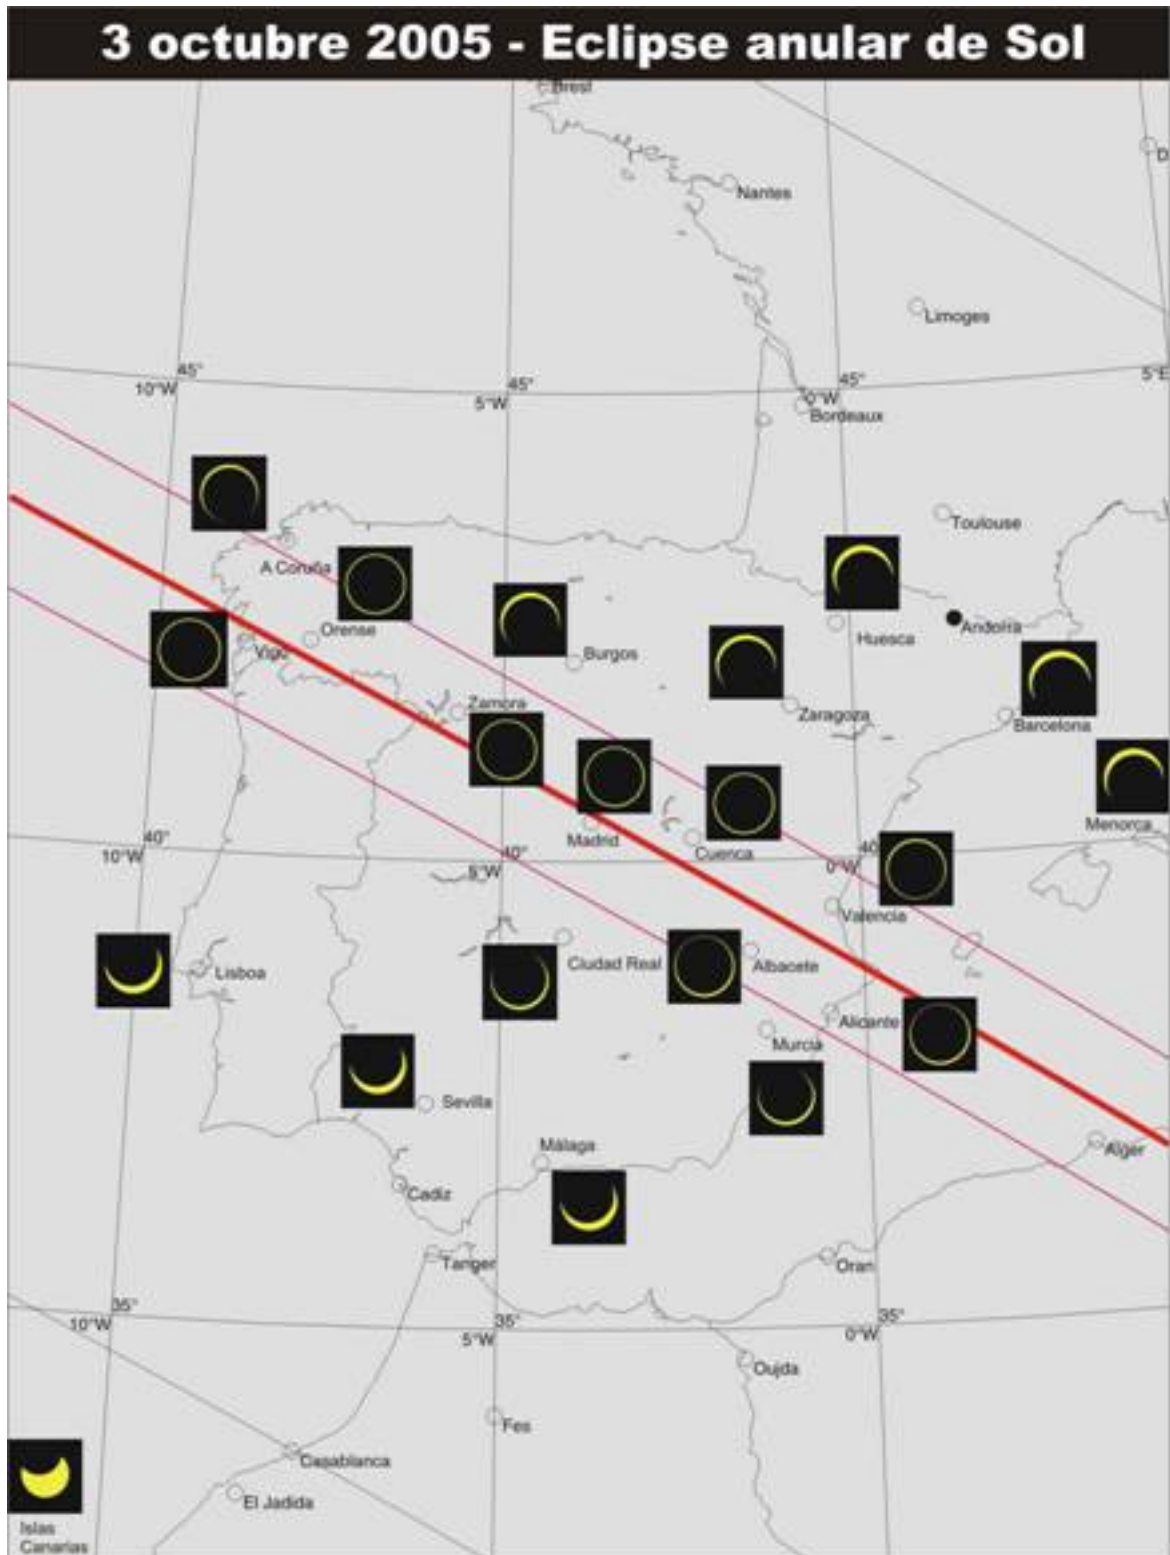 3 octubre 2005 - Eclipse anular de Sol
Brest
D
Nantes
Limoges
45°
10°W
45°
5°W
45°
0°W
5°E
Bordeaux
Toulouse
A Coruña
Orense
Vigo
Burgos
Huesca
Andorra
Zamora
Zaragoza
Barcelona
Menorca
Madrid
Cuenca
40°
10°W
40°
5°W
40
0°W
Valencia
Lisboa
Ciudad Real
Albacete
Alicante
Murcia
Sevilla
Málaga
Cadiz
Alger
Tanger
Oran
35°
10°W
35°
5°W
35°
0°W
Oujda
Fes
Casablanca
El Jadida
Islas
Canarias